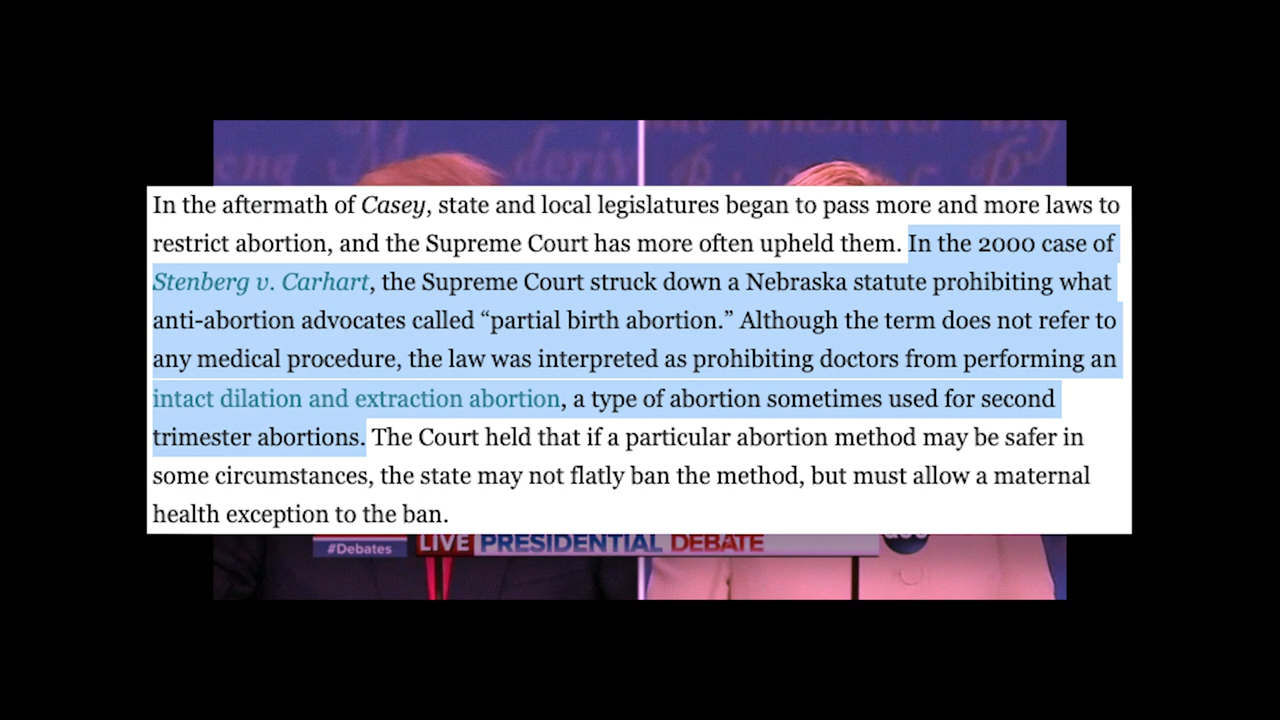 In the aftermath of Casey, state and local legislatures began to pass more and more laws to
restrict abortion, and the Supreme Court has more often upheld them. In the 2000 case of
Stenberg v. Carhart, the Supreme Court struck down a Nebraska statute prohibiting what
anti-abortion advocates called “partial birth abortion.” Although the term does not refer to
any medical procedure, the law was interpreted as prohibiting doctors from performing an
intact dilation and extraction abortion, a type of abortion sometimes used for second
trimester abortions. The Court held that if a particular abortion method may be safer in
some circumstances, the state may not flatly ban the method, but must allow a maternal
health exception to the ban.
#Debates LIVE PRESIDENTIAL DEBATE